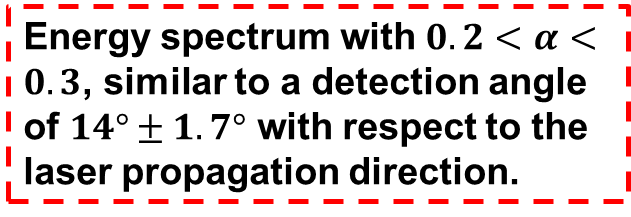 Energy spectrum with 0.2 < α <
0.3, similar to a detection angle
of 14° ± 1.7° with respect to the
laser propagation direction.